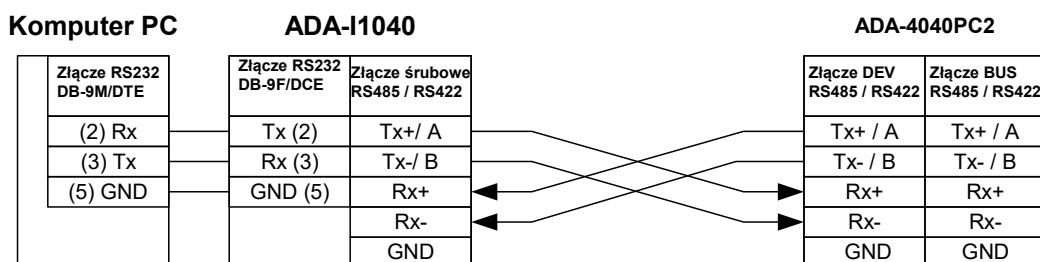 Komputer PC
ADA-I1040
ADA-4040PC2
Złącze RS232
DB-9M/DTE
Złącze RS232
DB-9F/DCE
Złącze śrubowe
RS485 / RS422
Złącze DEV
RS485 / RS422
Złącze BUS
RS485 / RS422
(2) Rx
Tx (2)
Tx+/ A
Tx+ / A
Tx+ / A
(3) Tx
Rx (3)
Tx-/ B
Tx- / B
Tx- / B
(5) GND
GND (5)
Rx+
Rx+
Rx+
Rx-
Rx-
Rx-
GND
GND
GND